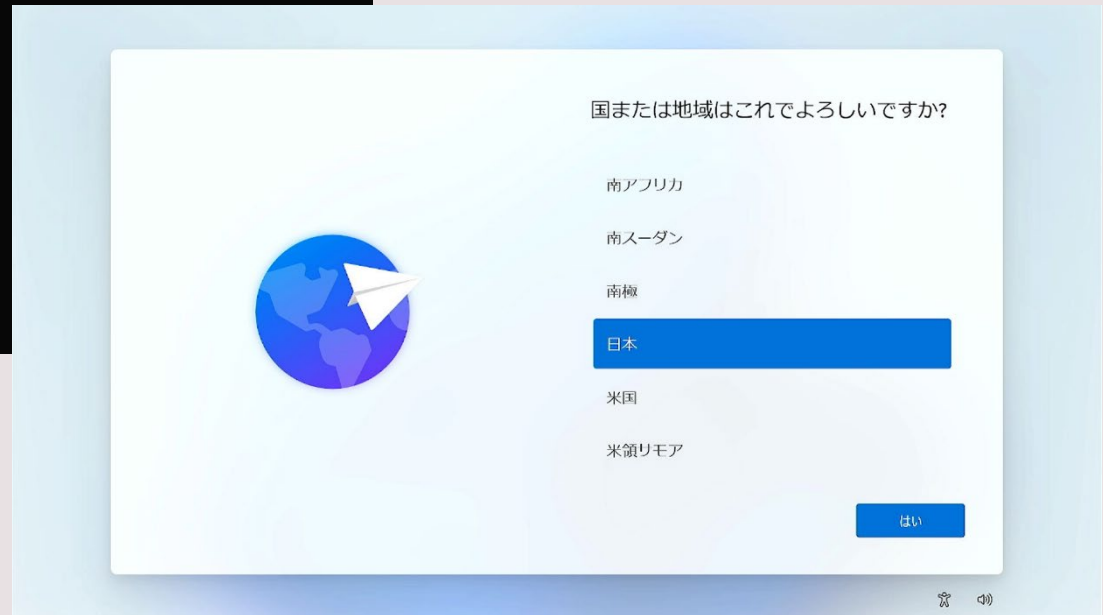 国または地域はこれでよろしいですか?
南アフリカ
南スーダン
南極
日本
米国
米領リモア
はい